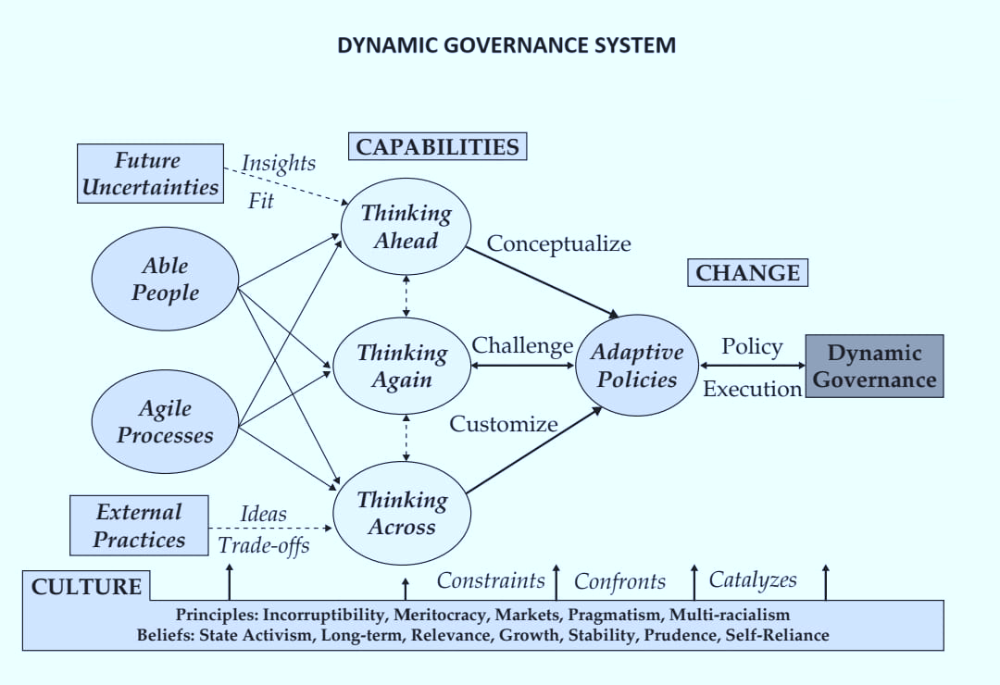 DYNAMIC GOVERNANCE SYSTEM
CAPABILITIES
Future
Uncertainties
Insights
Fit
Thinking
Ahead
Conceptualize
Able
People
CHANGE
Thinking
Again
Challenge
Adaptive
Policies
Policy
Execution
Dynamic
Governance
Agile
Processes
Customize
External
Practices
Ideas
Trade-offs
Thinking
Across
CULTURE
Constraints
Confronts
Catalyzes
Principles: Incorruptibility, Meritocracy, Markets, Pragmatism, Multi-racialism
Beliefs: State Activism, Long-term, Relevance, Growth, Stability, Prudence, Self-Reliance